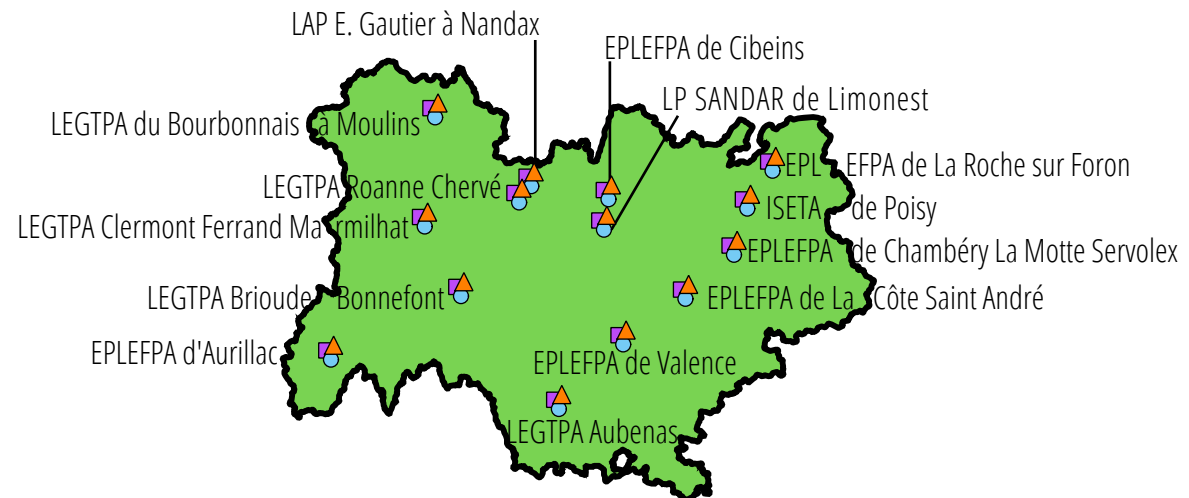 LAP E. Gautier à Nandax
EPLEFPA de Cibeins
LP SANDAR de Limonest
LEGTPA du Bourbonnais à Moulins
EPL EFPA de La Roche sur Foron
LEGTPA Roanne Chervé
ISETA de Poisy
LEGTPA Clermont Ferrand Marmilhat
EPLEFPA de Chambéry La Motte Servolex
LEGTPA Brioude Bonnefont
EPLEFPA de La Côte Saint André
EPLEFPA d'Aurillac
EPLEFPA de Valence
LEGTPA Aubenas